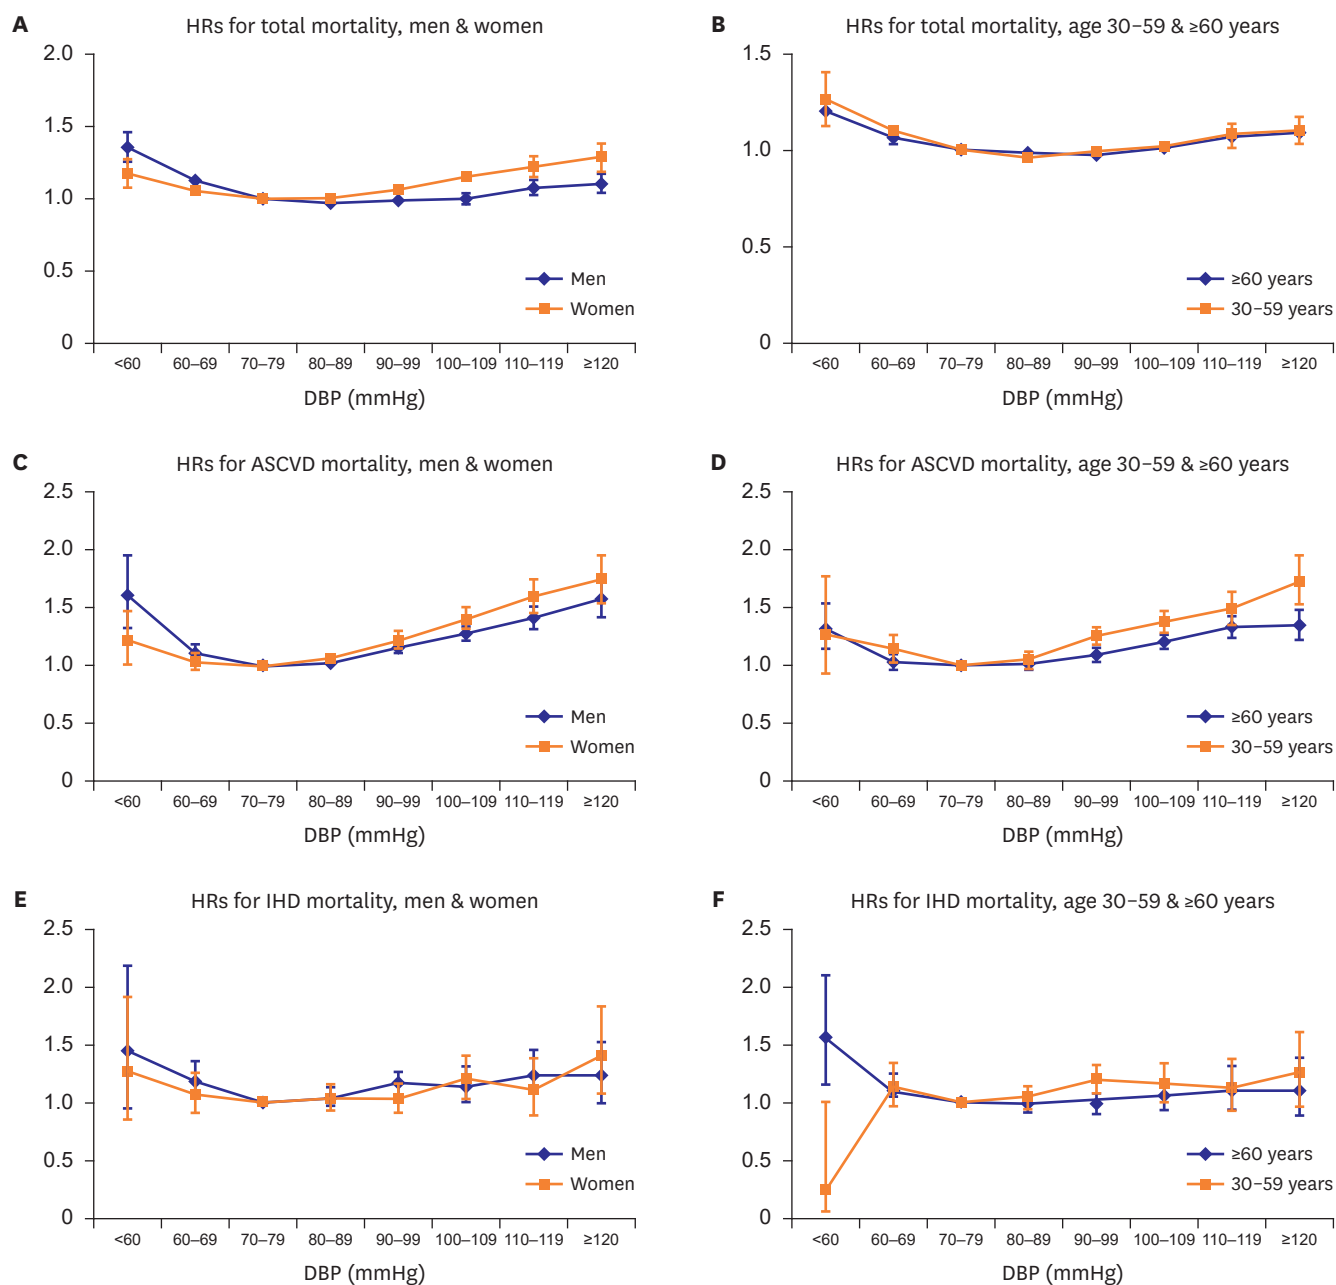 A
HRs for total mortality, men & women
2.0
1.5
1.0
0.5
0
Men
Women
<60 60–69 70–79 80–89 90–99 100–109 110–119 ≥120
DBP (mmHg)
B
HRs for total mortality, age 30–59 & ≥60 years
1.5
1.0
0.5
0
≥60 years
30–59 years
<60 60–69 70–79 80–89 90–99 100–109 110–119 ≥120
DBP (mmHg)
C
HRs for ASCVD mortality, men & women
2.5
2.0
1.5
1.0
0.5
0
Men
Women
<60 60–69 70–79 80–89 90–99 100–109 110–119 ≥120
DBP (mmHg)
D
HRs for ASCVD mortality, age 30–59 & ≥60 years
2.5
2.0
1.5
1.0
0.5
0
≥60 years
30–59 years
<60 60–69 70–79 80–89 90–99 100–109 110–119 ≥120
DBP (mmHg)
E
HRs for IHD mortality, men & women
2.5
2.0
1.5
1.0
0.5
0
Men
Women
<60 60–69 70–79 80–89 90–99 100–109 110–119 ≥120
DBP (mmHg)
F
HRs for IHD mortality, age 30–59 & ≥60 years
2.5
2.0
1.5
1.0
0.5
0
≥60 years
30–59 years
<60 60–69 70–79 80–89 90–99 100–109 110–119 ≥120
DBP (mmHg)